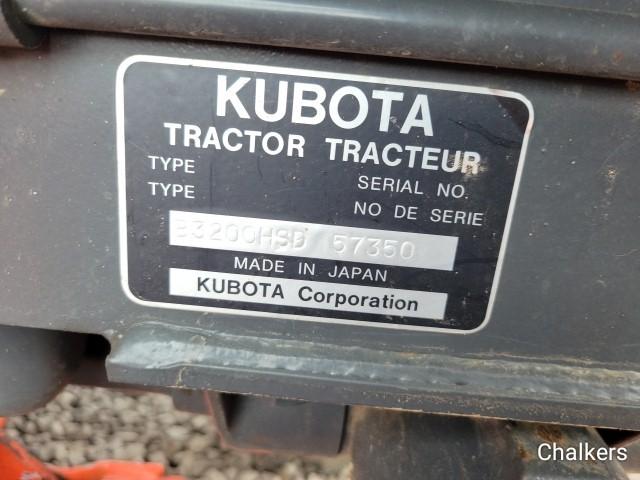 KUBOTA
TRACTOR TRACTEUR
TYPE SERIAL NO.
TYPE NO DE SERIE
B3200HSD 57350
MADE IN JAPAN
KUBOTA Corporation
Chalkers